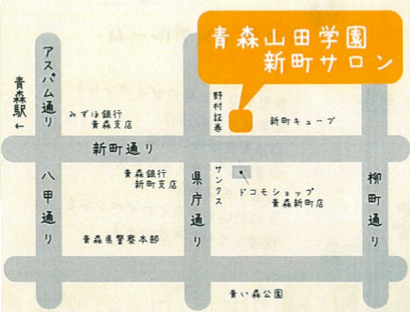 青森山田学園
新町サロン
アスパム通り
青森駅
←
みずほ銀行
青森支店
野村証券
新町キューブ
新町通り
八甲通り
青森銀行
新町支店
県庁通り
サンクス
ドコモショップ
青森新町店
柳町通り
青森県警察本部
青い森公園